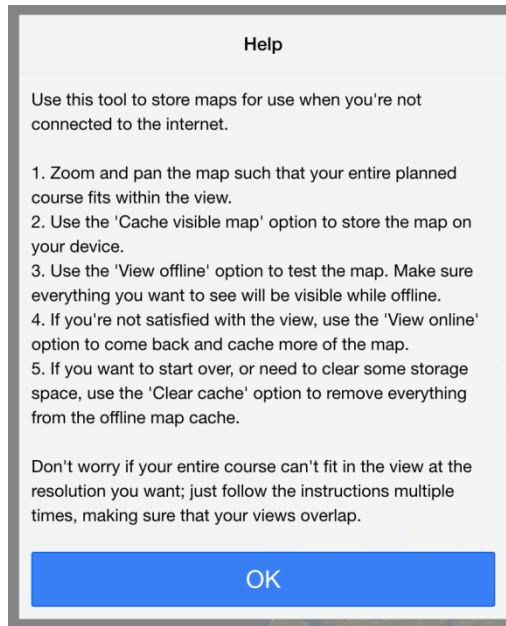 Help
Use this tool to store maps for use when you're not
connected to the internet.
1. Zoom and pan the map such that your entire planned
course fits within the view.
2. Use the 'Cache visible map' option to store the map on
your device.
3. Use the 'View offline' option to test the map. Make sure
everything you want to see will be visible while offline.
4. If you're not satisfied with the view, use the 'View online'
option to come back and cache more of the map.
5. If you want to start over, or need to clear some storage
space, use the 'Clear cache' option to remove everything
from the offline map cache.
Don't worry if your entire course can't fit in the view at the
resolution you want; just follow the instructions multiple
times, making sure that your views overlap.
OK